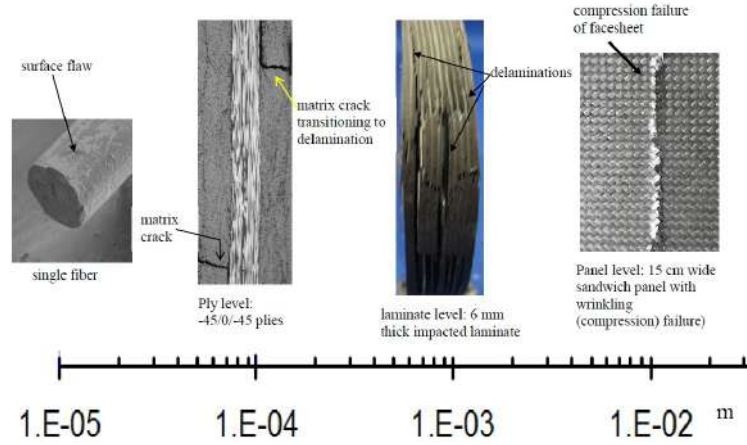 surface flaw
single fiber
matrix
crack
matrix crack
transitioning to
delamination
Ply level:
-45/0/-45 plies
delaminations
laminate level: 6 mm
thick impacted laminate
compression failure
of facesheet
Panel level: 15 cm wide
sandwich panel with
wrinkling
(compression) failure)
1.E-05 1.E-04 1.E-03 1.E-02 m